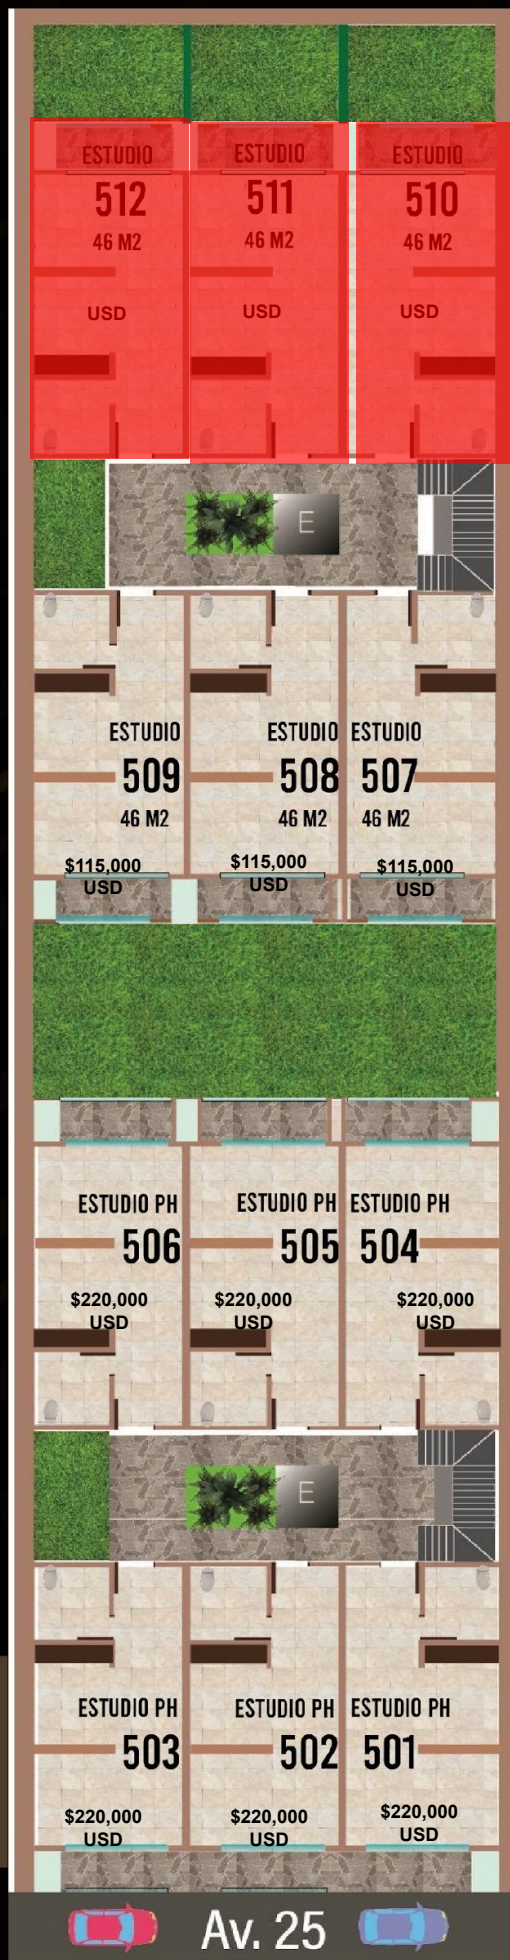 ESTUDIO
512
46 M2
USD
ESTUDIO
511
46 M2
USD
ESTUDIO
510
46 M2
USD
E
ESTUDIO
509
46 M2
$115,000
USD
ESTUDIO
508
46 M2
$115,000
USD
ESTUDIO
507
46 M2
$115,000
USD
ESTUDIO PH
506
$220,000
USD
ESTUDIO PH
505
$220,000
USD
ESTUDIO PH
504
$220,000
USD
E
ESTUDIO PH
503
$220,000
USD
ESTUDIO PH
502
$220,000
USD
ESTUDIO PH
501
$220,000
USD
Av. 25